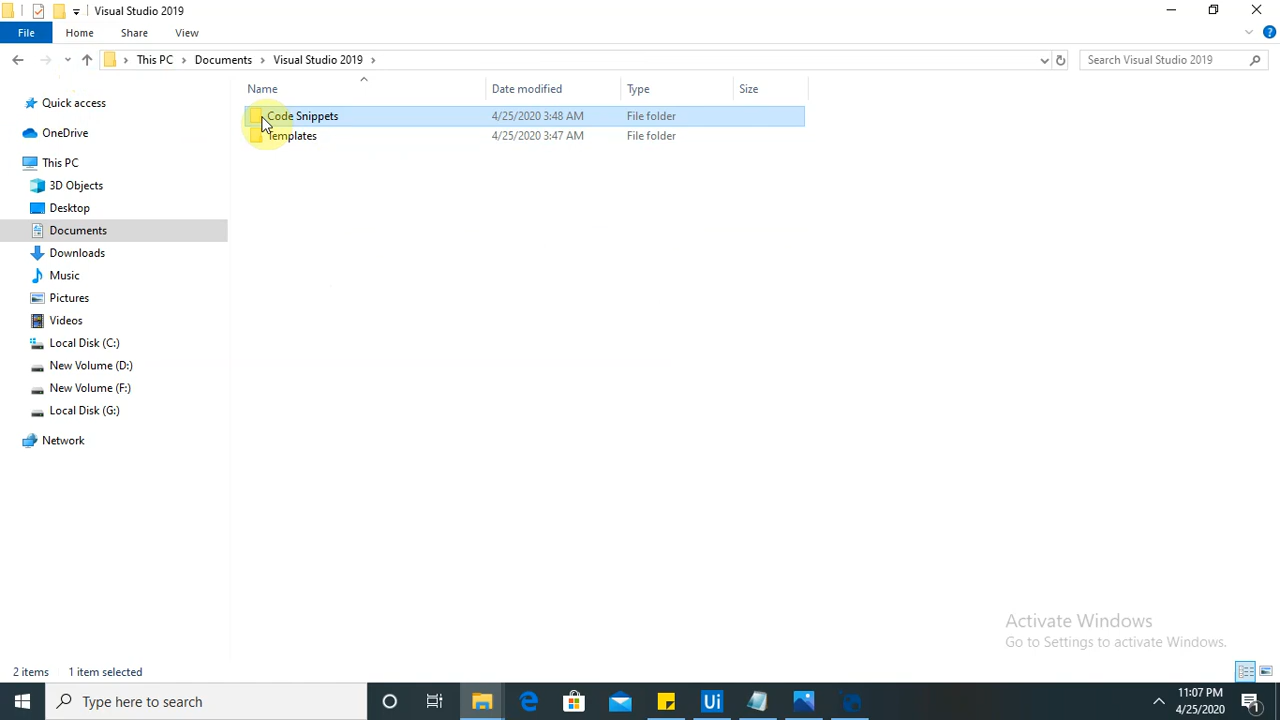 Visual Studio 2019
File Home Share View
This PC Documents Visual Studio 2019
Search Visual Studio 2019
Name Date modified Type Size
Quick access
OneDrive
This PC
3D Objects
Desktop
Documents
Downloads
Music
Pictures
Videos
Local Disk (C:)
New Volume (D:)
New Volume (F:)
Local Disk (G:)
Network
Code Snippets 4/25/2020 3:48 AM File folder
Templates 4/25/2020 3:47 AM File folder
Activate Windows
Go to Settings to activate Windows.
2 items 1 item selected
Type here to search
Ui
11:07 PM
4/25/2020
1